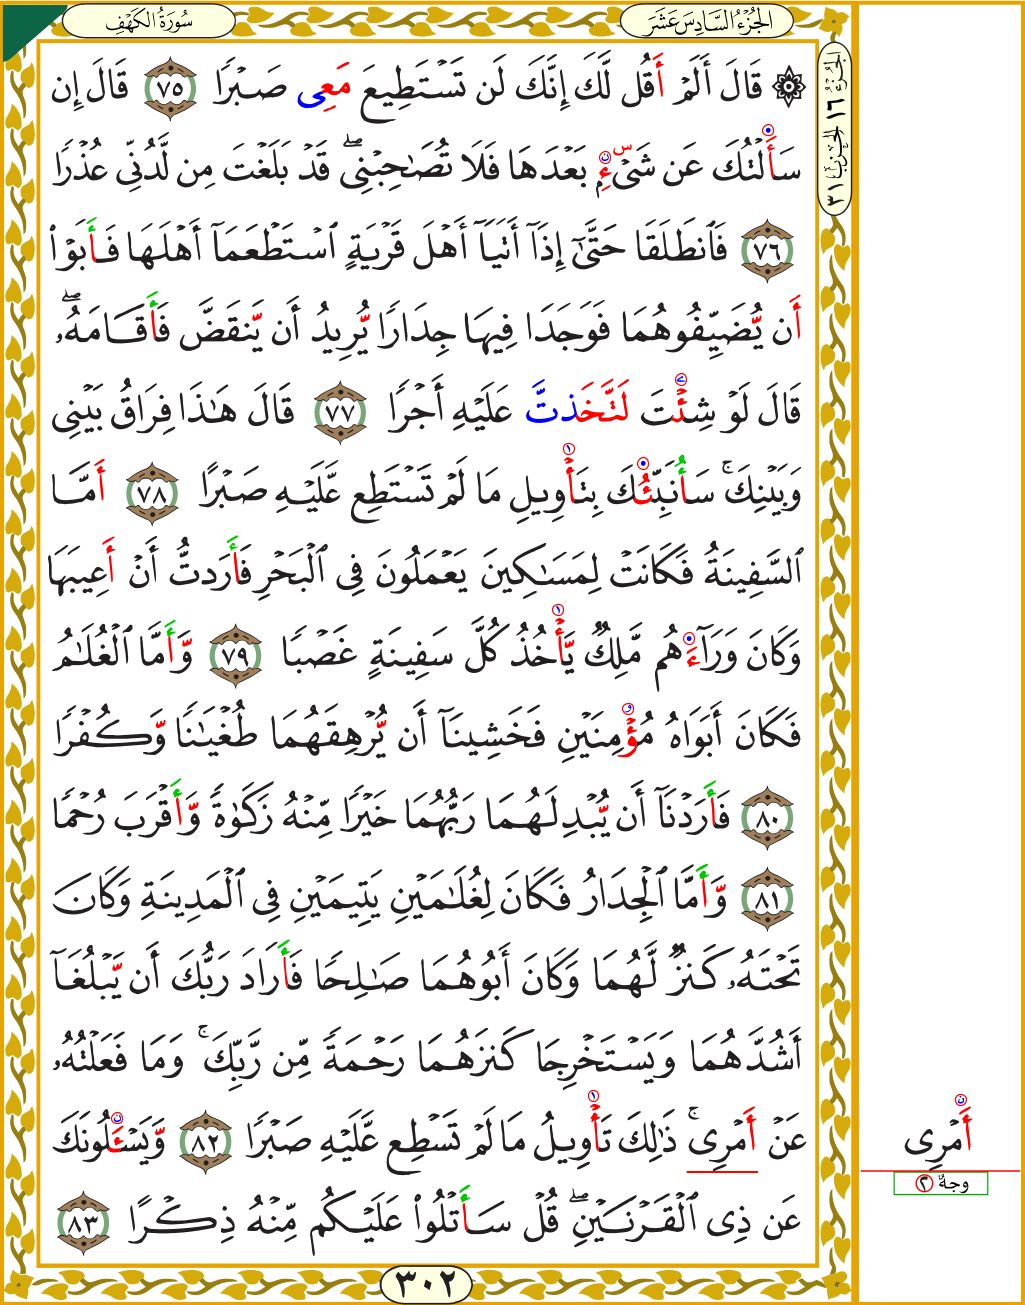 الجُزْءُ السَّادِسَ عَشَرَ
سُورَةُ الكَهْفِ
الجُزْءُ ١٦ الحِزْبُ ٣١
۞ قَالَ أَلَمْ أَقُل لَّكَ إِنَّكَ لَن تَسْتَطِيعَ مَعِى صَبْرًا ٧٥ قَالَ إِن
سَأَلْتُكَ عَن شَىْءٍۭ بَعْدَهَا فَلَا تُصَٰحِبْنِىۖ قَدْ بَلَغْتَ مِن لَّدُنِّى عُذْرًا
٧٦ فَٱنطَلَقَا حَتَّىٰٓ إِذَآ أَتَيَآ أَهْلَ قَرْيَةٍ ٱسْتَطْعَمَآ أَهْلَهَا فَأَبَوْا۟
أَن يُّضَيِّفُوهُمَا فَوَجَدَا فِيهَا جِدَارًا يُّرِيدُ أَن يَّنقَضَّ فَأَقَامَهُۥۖ
قَالَ لَوْ شِئْتَ لَتَّخَذتَّ عَلَيْهِ أَجْرًا ٧٧ قَالَ هَٰذَا فِرَاقُ بَيْنِى
وَبَيْنِكَۚ سَأُنَبِّئُكَ بِتَأْوِيلِ مَا لَمْ تَسْتَطِع عَّلَيْهِ صَبْرًا ٧٨ أَمَّا
ٱلسَّفِينَةُ فَكَانَتْ لِمَسَٰكِينَ يَعْمَلُونَ فِى ٱلْبَحْرِ فَأَرَدتُّ أَنْ أَعِيبَهَا
وَكَانَ وَرَآءَهُم مَّلِكٌ يَّأْخُذُ كُلَّ سَفِينَةٍ غَصْبًا ٧٩ وَّأَمَّا ٱلْغُلَٰمُ
فَكَانَ أَبَوَاهُ مُؤْمِنَيْنِ فَخَشِينَآ أَن يُّرْهِقَهُمَا طُغْيَٰنًا وَّكُفْرًا
٨٠ فَأَرَدْنَآ أَن يُّبْدِلَهُمَا رَبُّهُمَا خَيْرًا مِّنْهُ زَكَوٰةً وَّأَقْرَبَ رُحْمًا
٨١ وَّأَمَّا ٱلْجِدَارُ فَكَانَ لِغُلَٰمَيْنِ يَتِيمَيْنِ فِى ٱلْمَدِينَةِ وَكَانَ
تَحْتَهُۥ كَنزٌ لَّهُمَا وَكَانَ أَبُوهُمَا صَٰلِحًا فَأَرَادَ رَبُّكَ أَن يَّبْلُغَآ
أَشُدَّهُمَا وَيَسْتَخْرِجَا كَنزَهُمَا رَحْمَةً مِّن رَّبِّكَۚ وَمَا فَعَلْتُهُۥ
عَنْ أَمْرِىۚ ذَٰلِكَ تَأْوِيلُ مَا لَمْ تَسْطِع عَّلَيْهِ صَبْرًا ٨٢ وَّيَسْـَٔلُونَكَ
عَن ذِى ٱلْقَرْنَيْنِۖ قُلْ سَأَتْلُوا۟ عَلَيْكُم مِّنْهُ ذِكْرًا ٨٣
أَمْرِى
وجهٌ ٢
٣٠٢